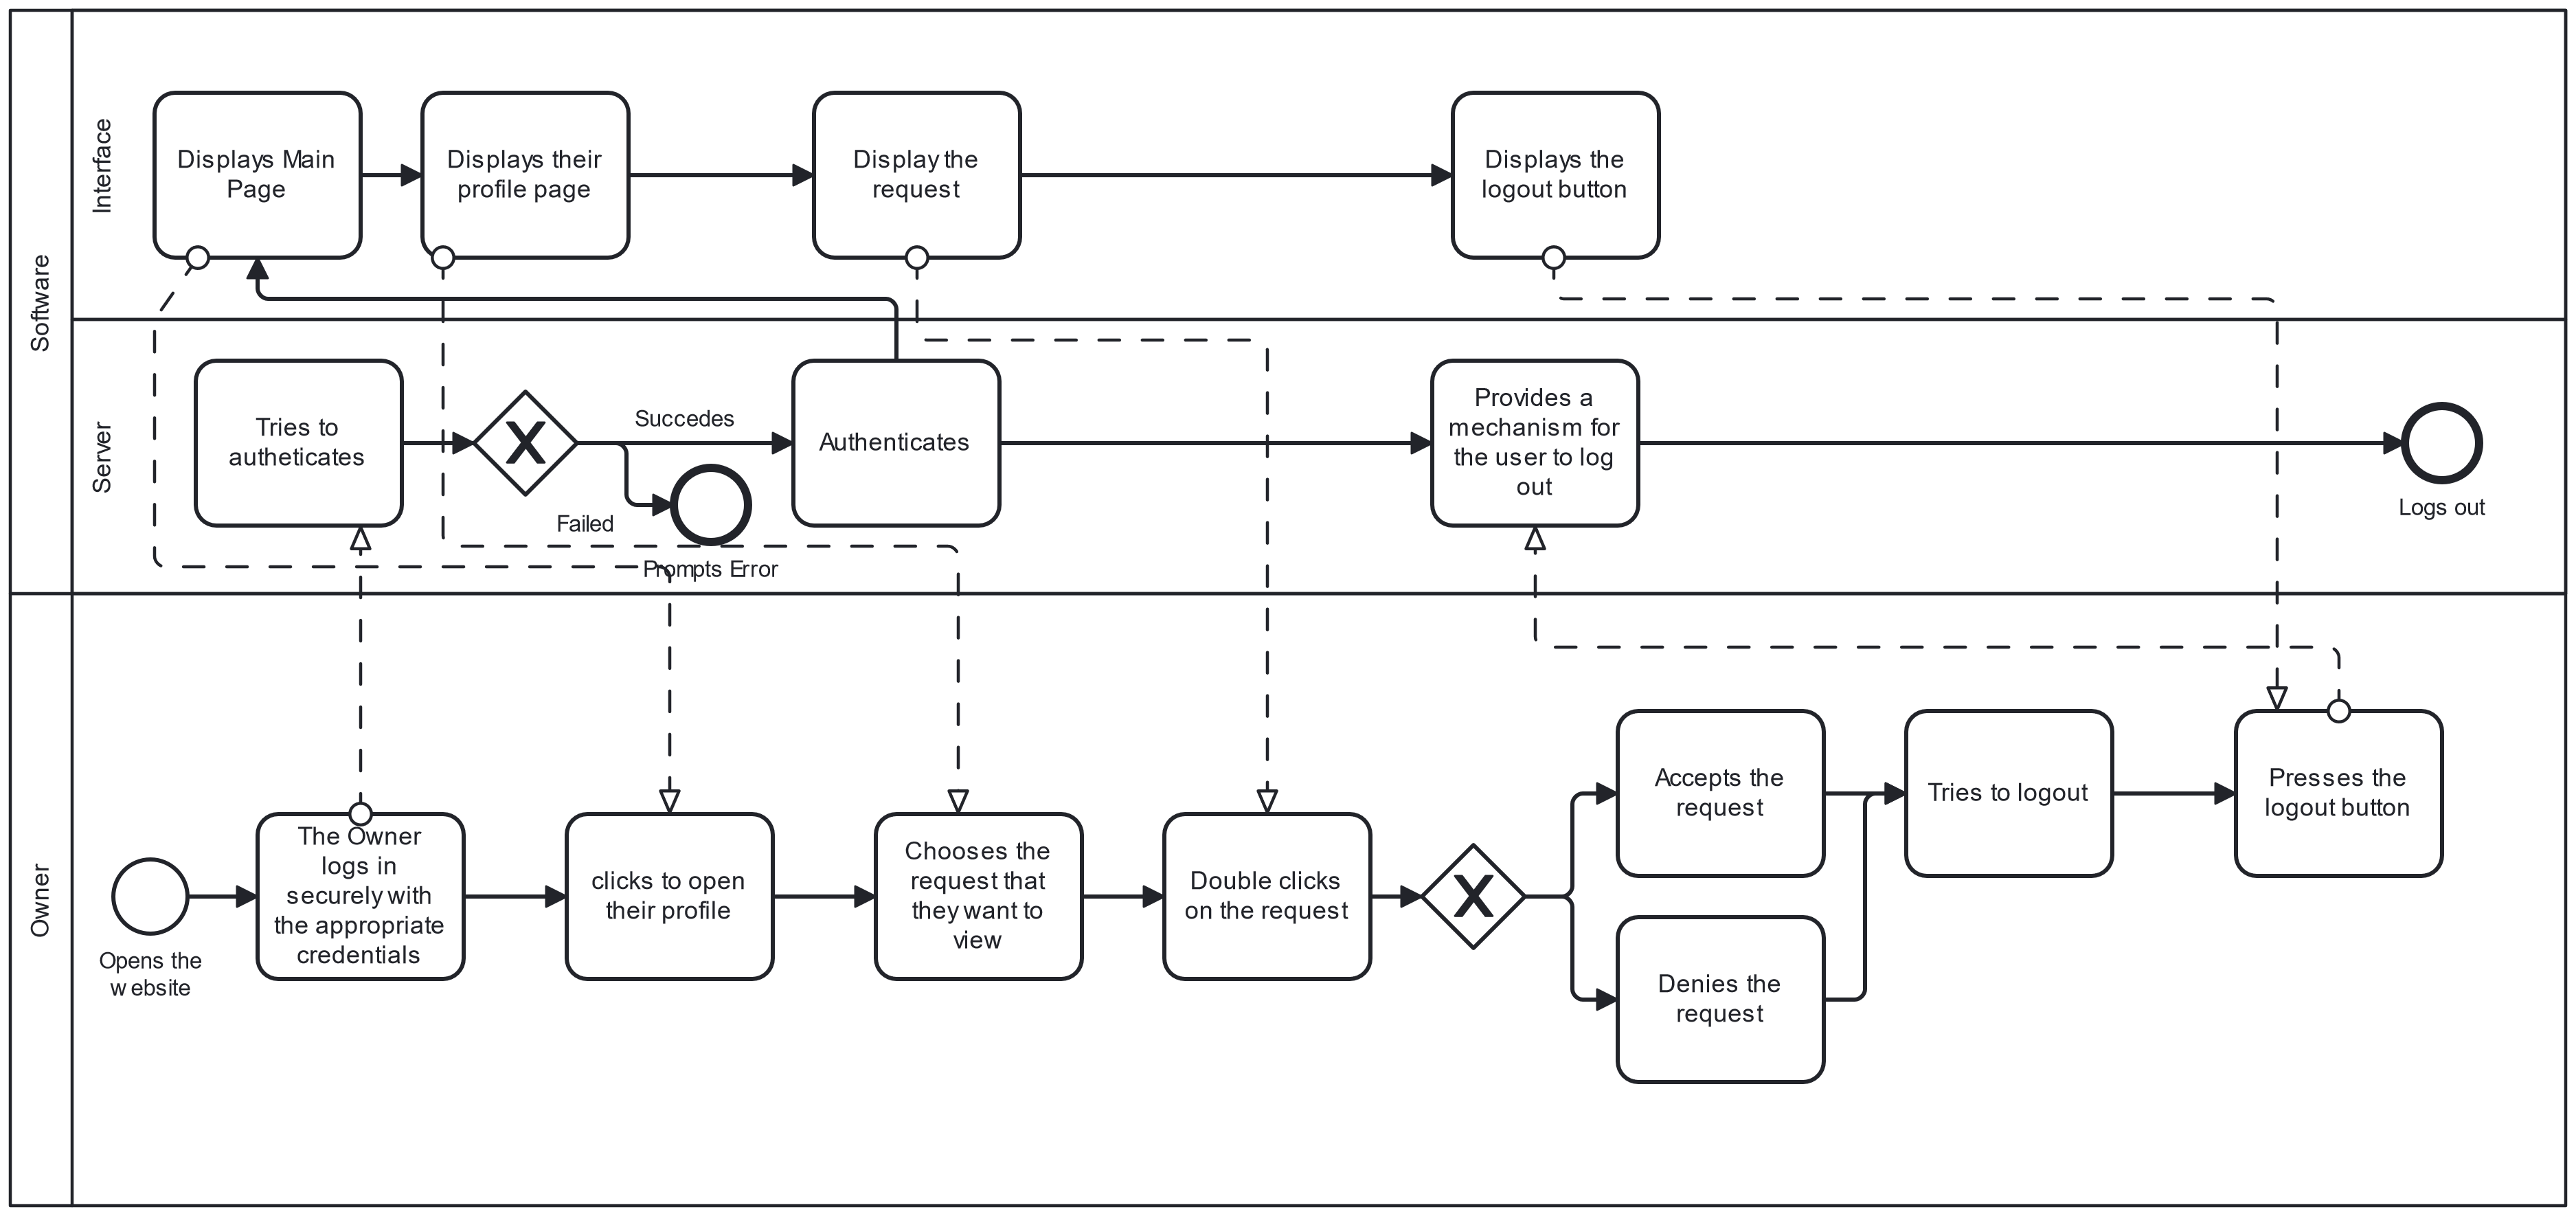 Software
Interface
Displays Main
Page
Displays their
profile page
Display the
request
Displays the
logout button
Server
Tries to
autheticates
Succedes
Failed
Prompts Error
Authenticates
Provides a
mechanism for
the user to log
out
Logs out
Owner
Opens the
website
The Owner
logs in
securely with
the appropriate
credentials
clicks to open
their profile
Chooses the
request that
they want to
view
Double clicks
on the request
Accepts the
request
Denies the
request
Tries to logout
Presses the
logout button